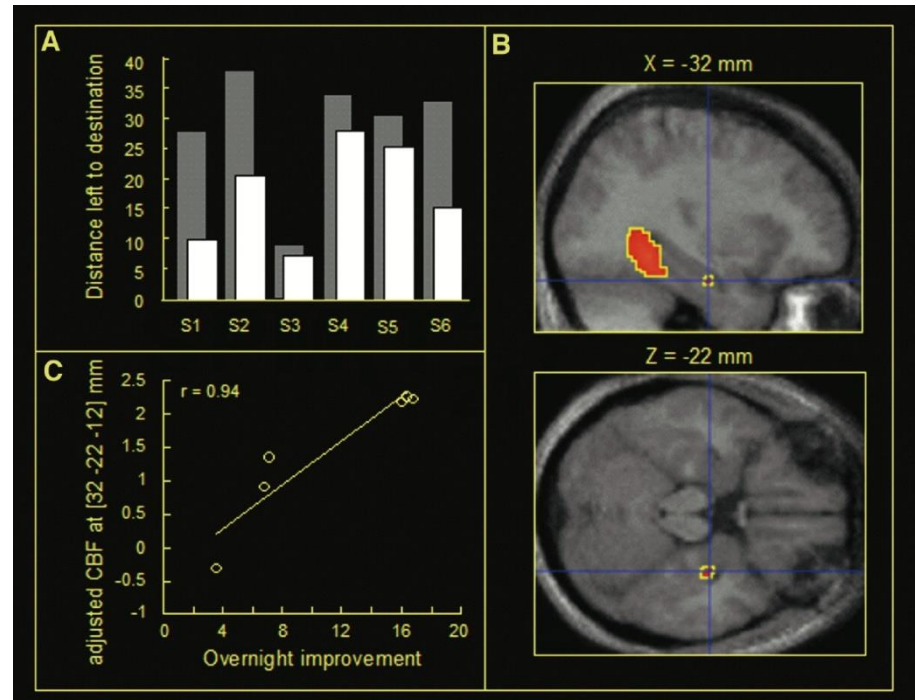 A
Distance left to destination
40
35
30
25
20
15
10
5
0
S1 S2 S3 S4 S5 S6
B
X = -32 mm
Z = -22 mm
C
adjusted CBF at [32 -22 -12] mm
r = 0.94
2.5
2
1
1
0.5
0
-0.5
-1
0 4 8 12 16 20
Overnight improvement